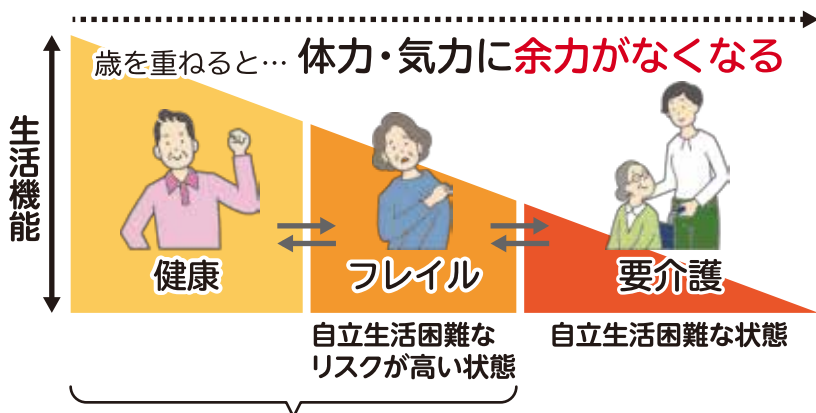 歳を重ねると… 体力・気力に余力がなくなる
生活機能
健康
フレイル
要介護
自立生活困難な
リスクが高い状態
自立生活困難な状態